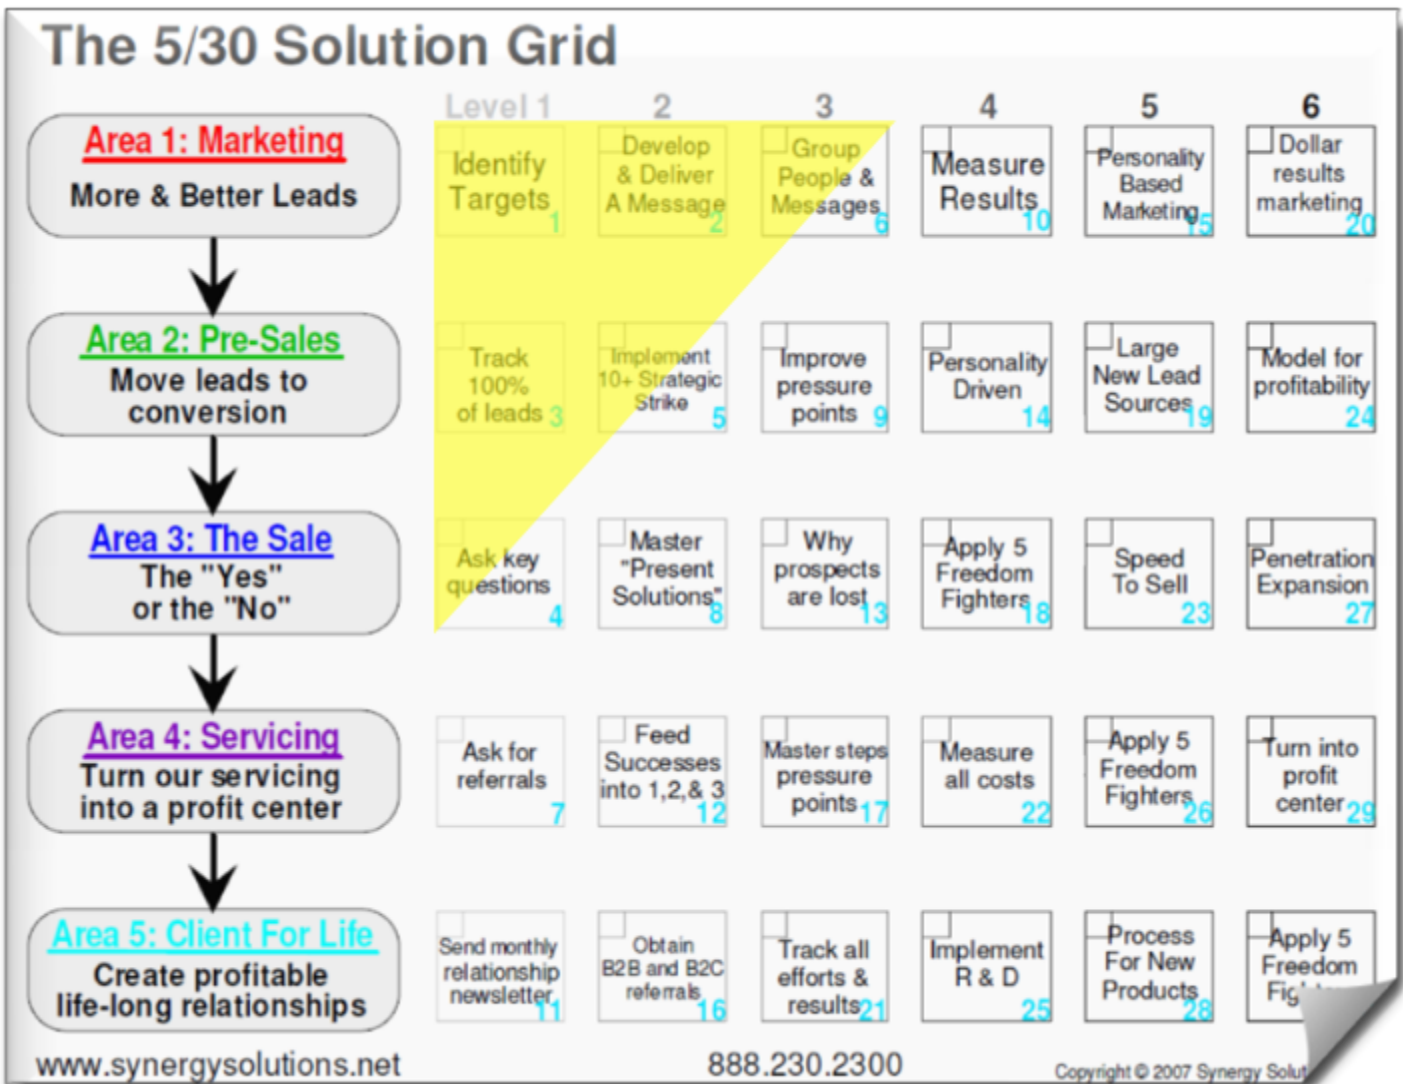 The 5/30 Solution Grid
Level 1 2 3 4 5 6
Area 1: Marketing
More & Better Leads
Identify
Targets
1
Develop
& Deliver
A Message
2
Group
People &
Messages
6
Measure
Results
10
Personality
Based
Marketing
15
Dollar
results
marketing
20
Area 2: Pre-Sales
Move leads to
conversion
Track
100%
of leads
3
Implement
10+ Strategic
Strike
5
Improve
pressure
points
9
Personality
Driven
14
Large
New Lead
Sources
19
Model for
profitability
24
Area 3: The Sale
The "Yes"
or the "No"
Ask key
questions
4
Master
"Present
Solutions"
8
Why
prospects
are lost
13
Apply 5
Freedom
Fighters
18
Speed
To Sell
23
Penetration
Expansion
27
Area 4: Servicing
Turn our servicing
into a profit center
Ask for
referrals
7
Feed
Successes
into 1,2,& 3
12
Master steps
pressure
points
17
Measure
all costs
22
Apply 5
Freedom
Fighters
26
Turn into
profit
center
29
Area 5: Client For Life
Create profitable
life-long relationships
Send monthly
relationship
newsletter
11
Obtain
B2B and B2C
referrals
16
Track all
efforts &
results
21
Implement
R & D
25
Process
For New
Products
28
Apply 5
Freedom
www.synergysolutions.net
888.230.2300
Copyright © 2007 Synergy